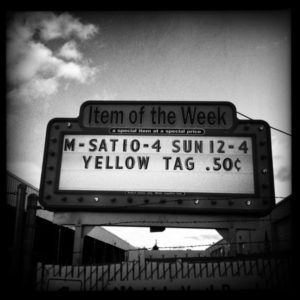 Item of the Week
a special item at a special price
M-SAT10-4 SUN12-4
YELLOW TAG .50¢